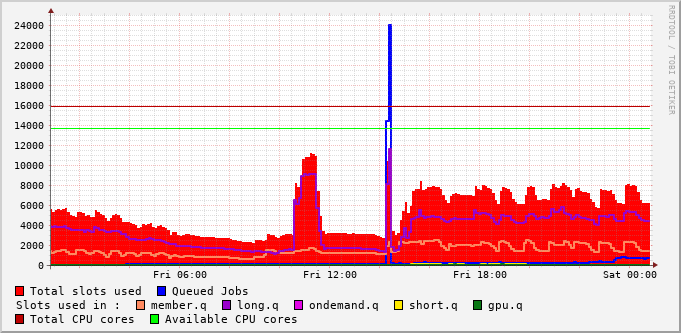 RRDTOOL / TOBI OETIKER
24000
22000
20000
18000
16000
14000
12000
10000
8000
6000
4000
2000
0
Fri 06:00 Fri 12:00 Fri 18:00 Sat 00:00
Total slots used Queued Jobs
Slots used in : member.q long.q ondemand.q short.q gpu.q
Total CPU cores Available CPU cores